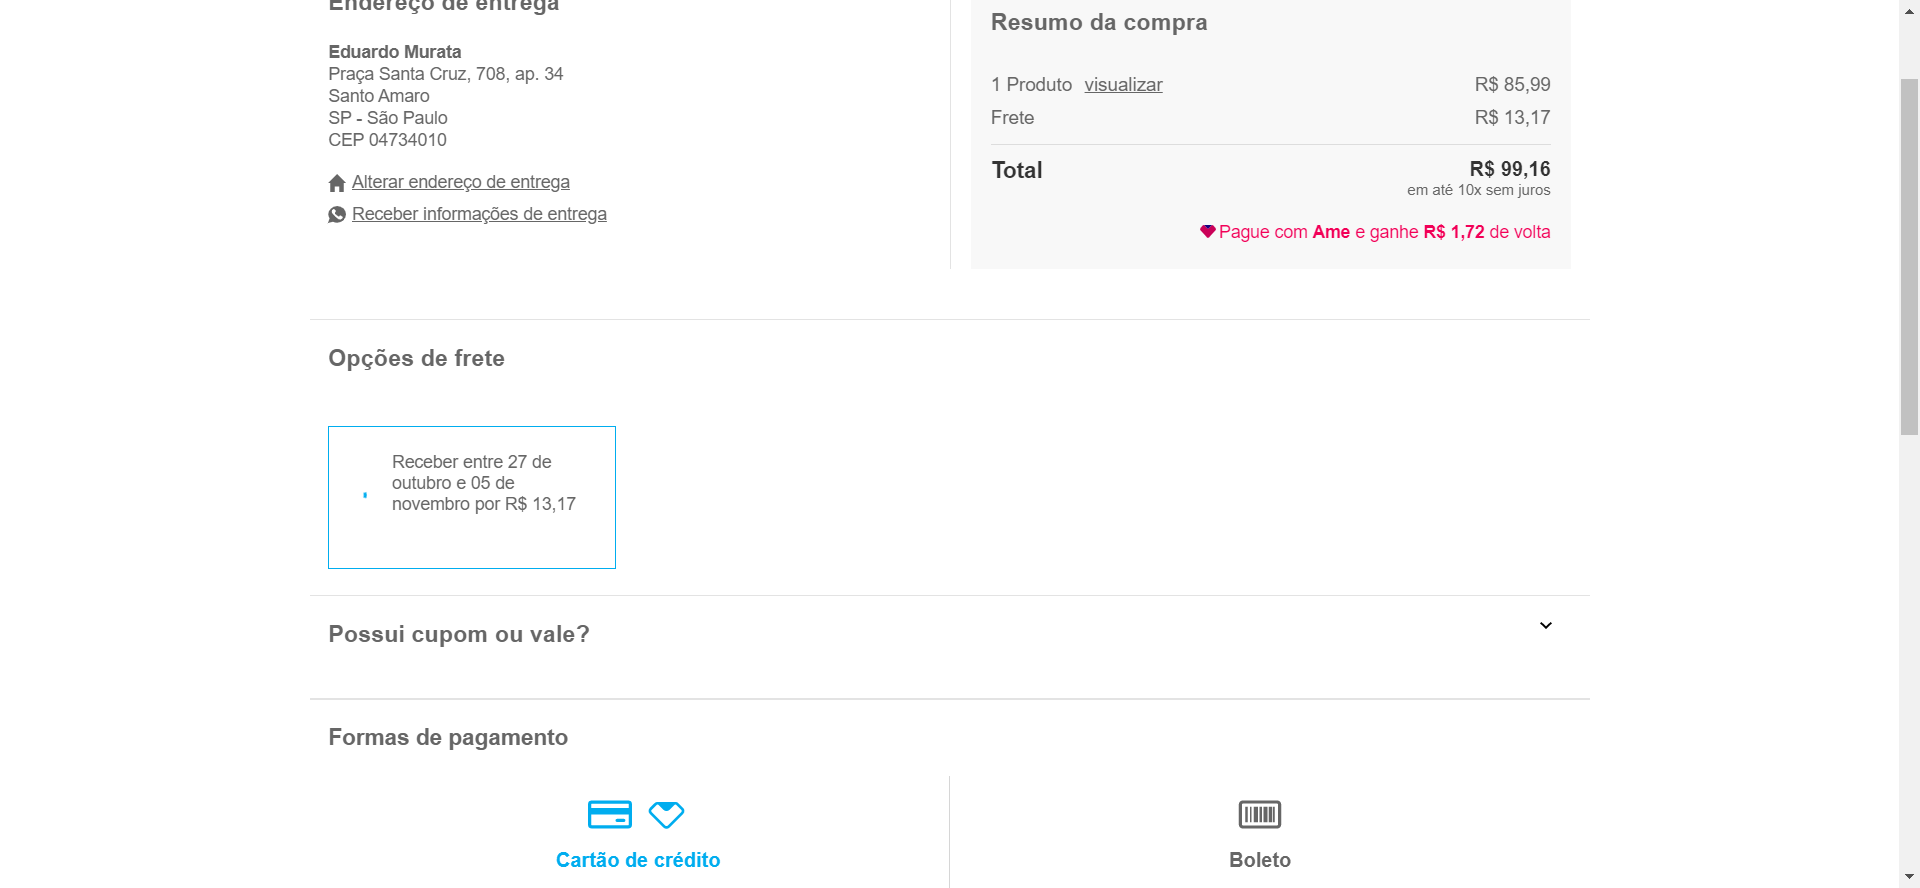 Endereço de entrega
Eduardo Murata
Praça Santa Cruz, 708, ap. 34
Santo Amaro
SP - São Paulo
CEP 04734010
Alterar endereço de entrega
Receber informações de entrega
Resumo da compra
1 Produto visualizar R$ 85,99
Frete R$ 13,17
Total R$ 99,16
em até 10x sem juros
Pague com Ame e ganhe R$ 1,72 de volta
Opções de frete
Receber entre 27 de
outubro e 05 de
novembro por R$ 13,17
Possui cupom ou vale?
Formas de pagamento
Cartão de crédito
Boleto